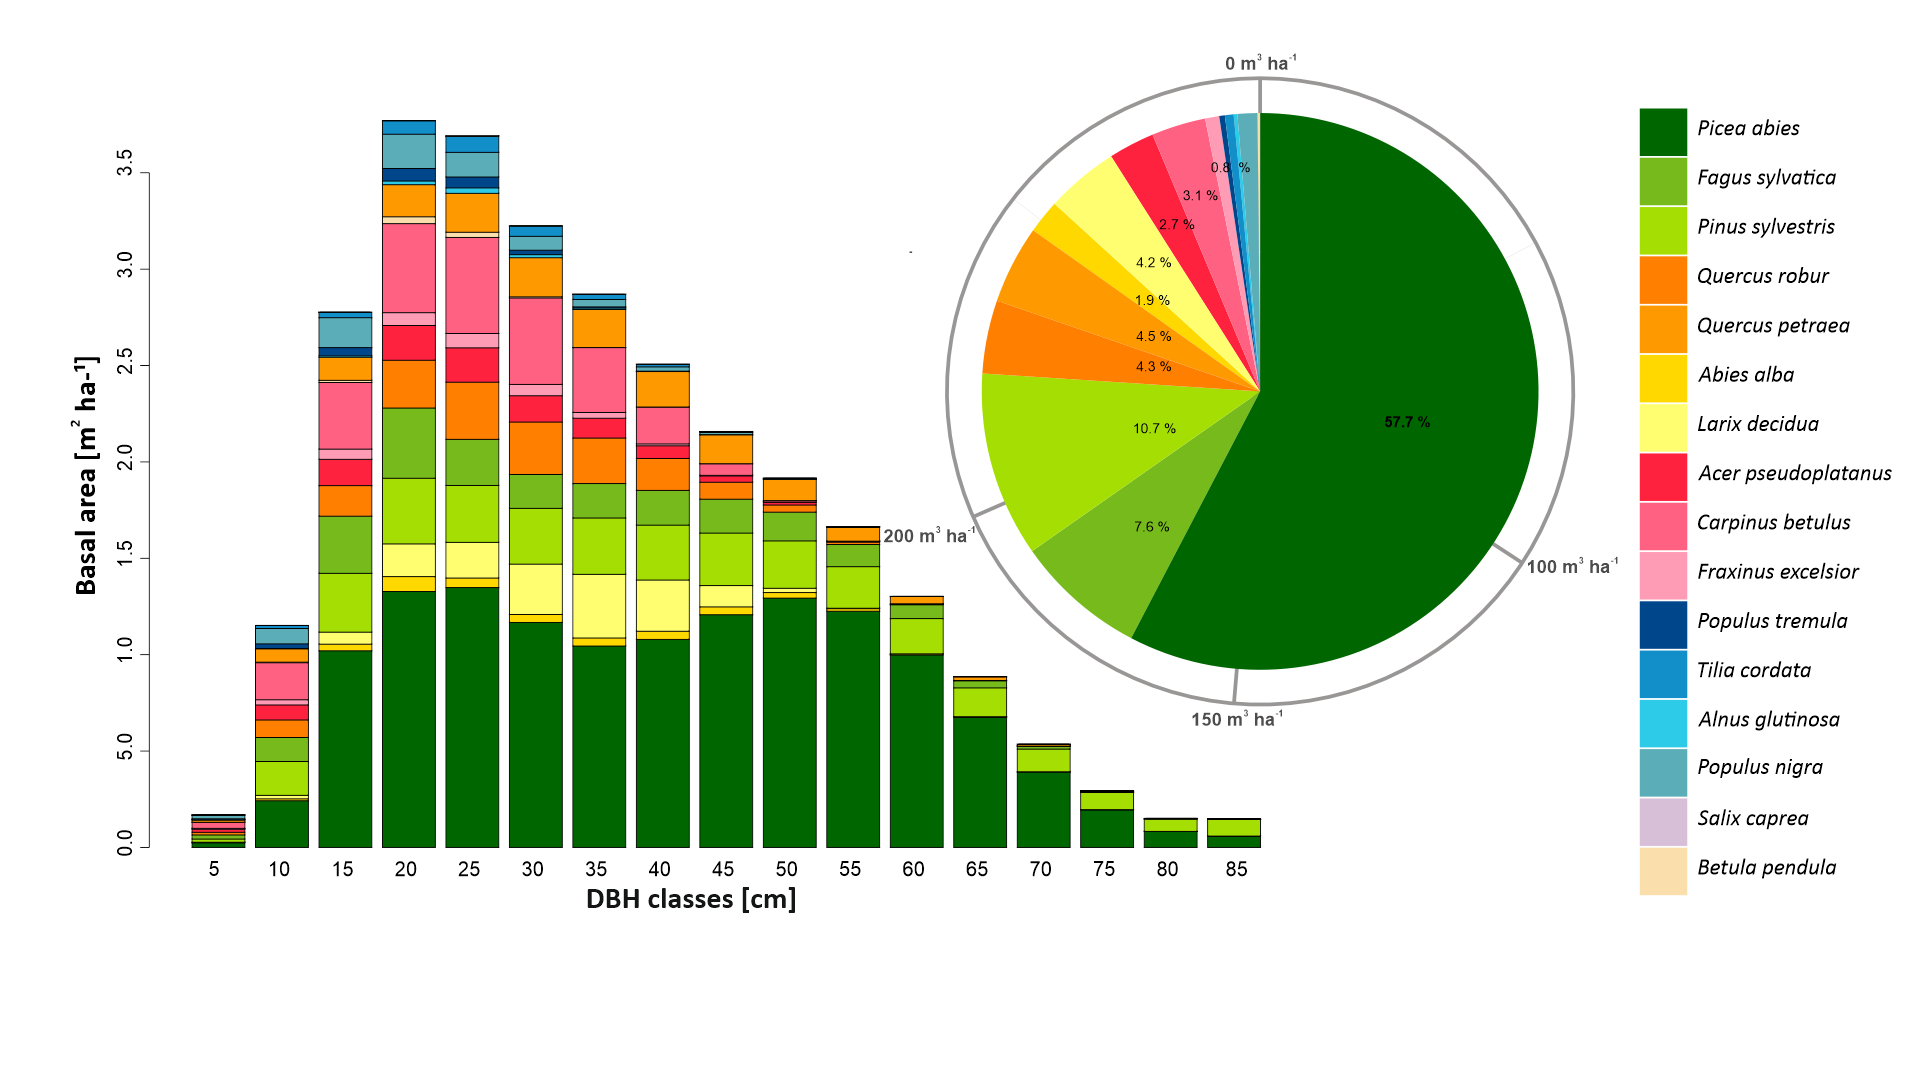 Basal area [m² ha-¹]
3.5
3.0
2.5
2.0
1.5
1.0
5.0
0.0
5 10 15 20 25 30 35 40 45 50 55 60 65 70 75 80 85
DBH classes [cm]
0 m³ ha⁻¹
100 m³ ha⁻¹
150 m³ ha⁻¹
200 m³ ha⁻¹
57.7 %
7.6 %
10.7 %
4.3 %
4.5 %
1.9 %
4.2 %
2.7 %
3.1 %
0.8 %
Picea abies
Fagus sylvatica
Pinus sylvestris
Quercus robur
Quercus petraea
Abies alba
Larix decidua
Acer pseudoplatanus
Carpinus betulus
Fraxinus excelsior
Populus tremula
Tilia cordata
Alnus glutinosa
Populus nigra
Salix caprea
Betula pendula